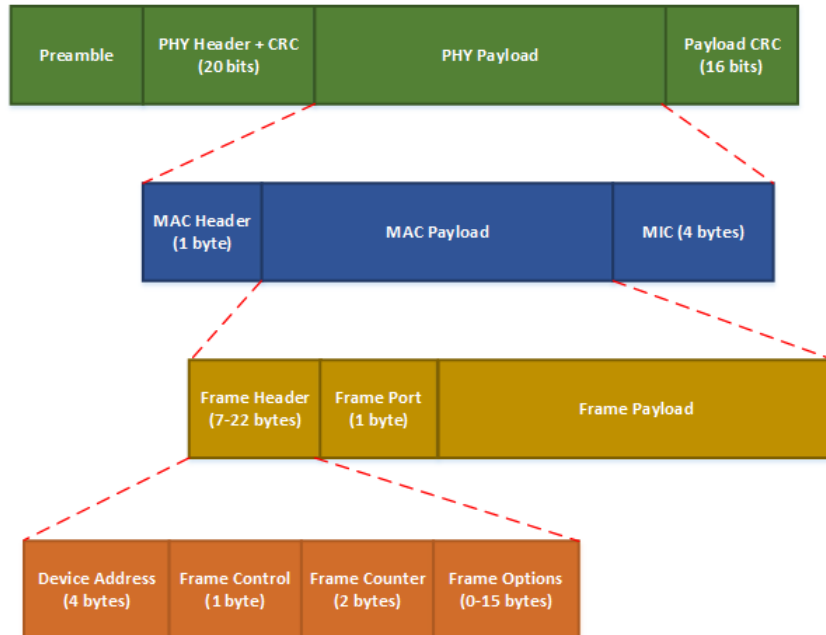 Preamble
PHY Header + CRC
(20 bits)
PHY Payload
Payload CRC
(16 bits)
MAC Header
(1 byte)
MAC Payload
MIC (4 bytes)
Frame Header
(7-22 bytes)
Frame Port
(1 byte)
Frame Payload
Device Address
(4 bytes)
Frame Control
(1 byte)
Frame Counter
(2 bytes)
Frame Options
(0-15 bytes)